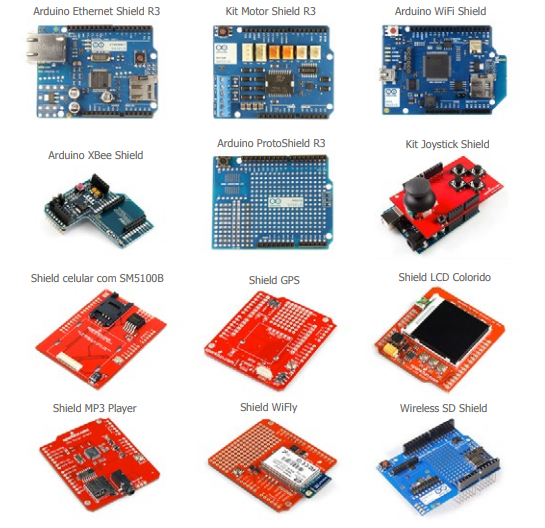 Arduino Ethernet Shield R3
Kit Motor Shield R3
Arduino WiFi Shield
Arduino XBee Shield
Arduino ProtoShield R3
Kit Joystick Shield
Shield celular com SM5100B
Shield GPS
Shield LCD Colorido
Shield MP3 Player
Shield WiFly
Wireless SD Shield